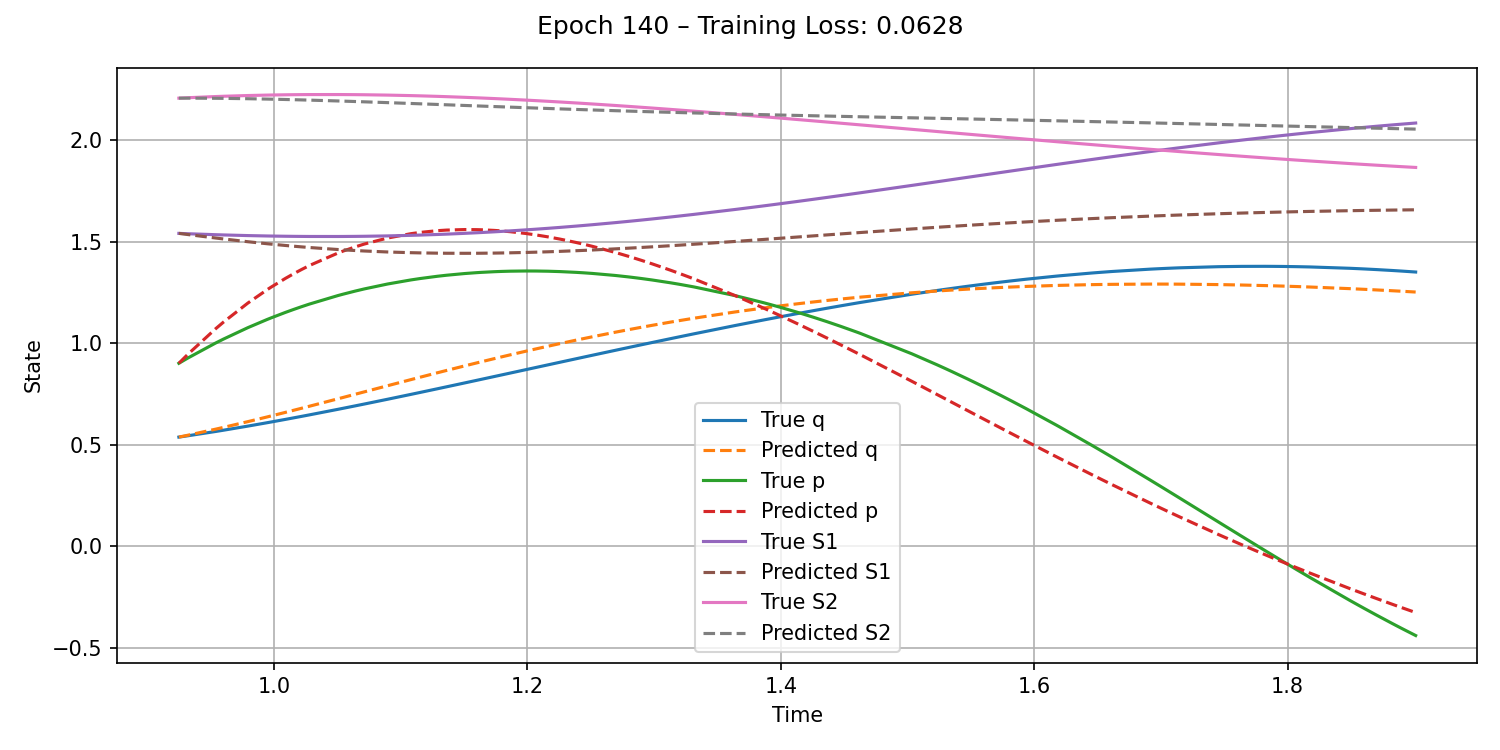 Epoch 140 – Training Loss: 0.0628
State
2.0
1.5
1.0
0.5
0.0
−0.5
True q
Predicted q
True p
Predicted p
True S1
Predicted S1
True S2
Predicted S2
1.0 1.2 1.4 1.6 1.8
Time